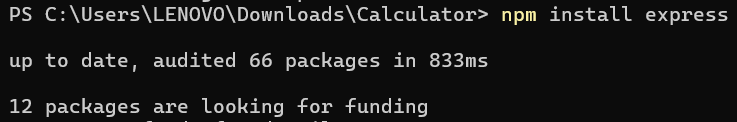 PS C:\Users\LENOVO\Downloads\Calculator> npm install express
up to date, audited 66 packages in 833ms
12 packages are looking for funding